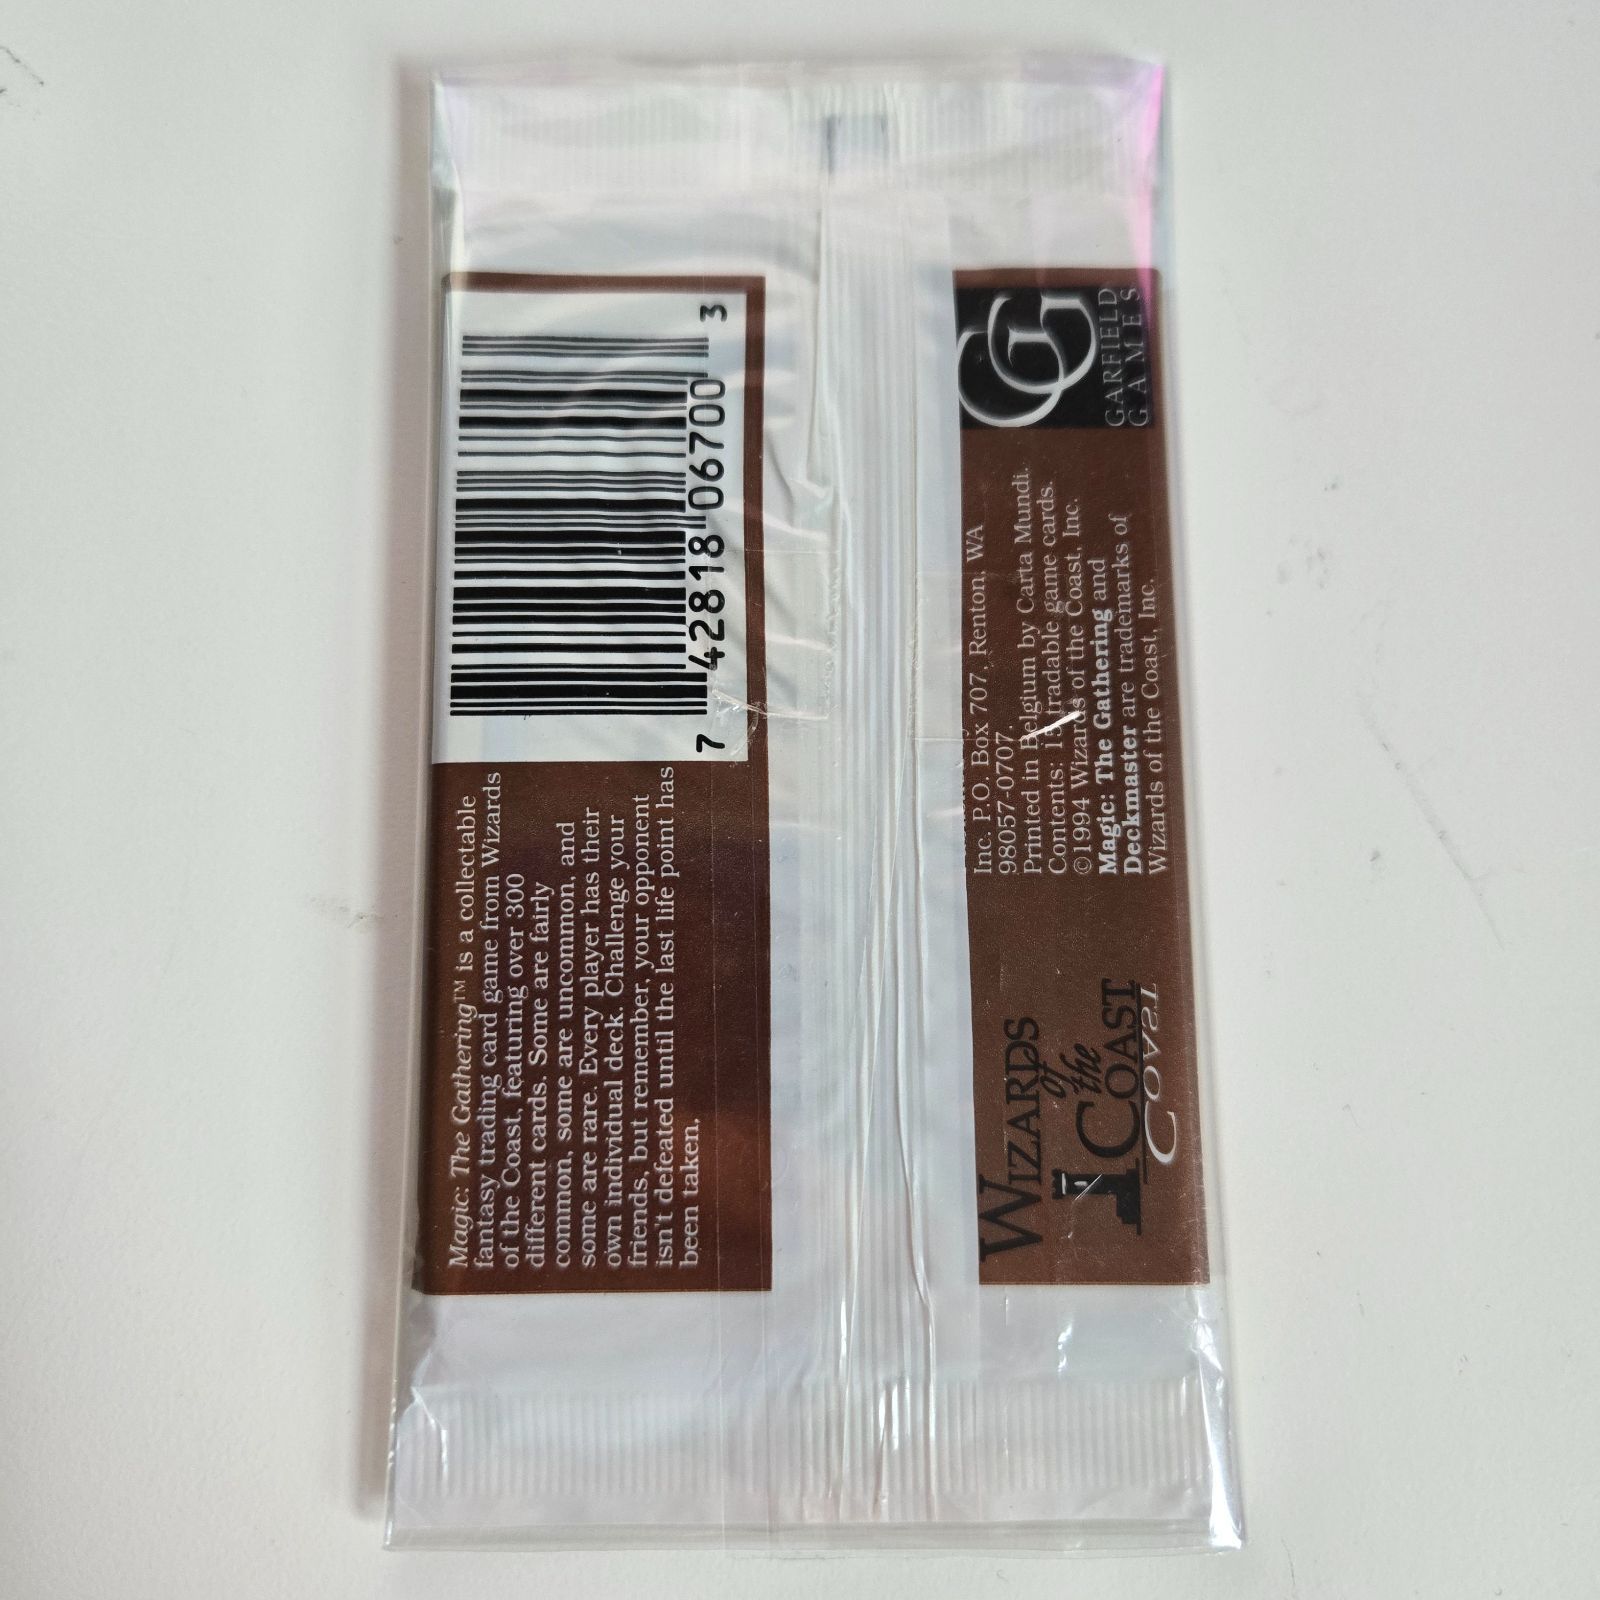 Magic: The Gathering™ is a collectable
fantasy trading card game from Wizards
of the Coast, featuring over 300
different cards. Some are fairly
common, some are uncommon, and
some are rare. Every player has their
own individual deck. Challenge your
friends, but remember, your opponent
isn't defeated until the last life point has
been taken.
7 42818 06700 3
Inc. P.O. Box 707, Renton, WA
98057-0707.
Printed in Belgium by Carta Mundi.
Contents: 15 tradable game cards.
©1994 Wizards of the Coast, Inc.
Magic: The Gathering and
Deckmaster are trademarks of
Wizards of the Coast, Inc.
WIZARDS
of
the
COAST
GG
GARFIELD
GAMES